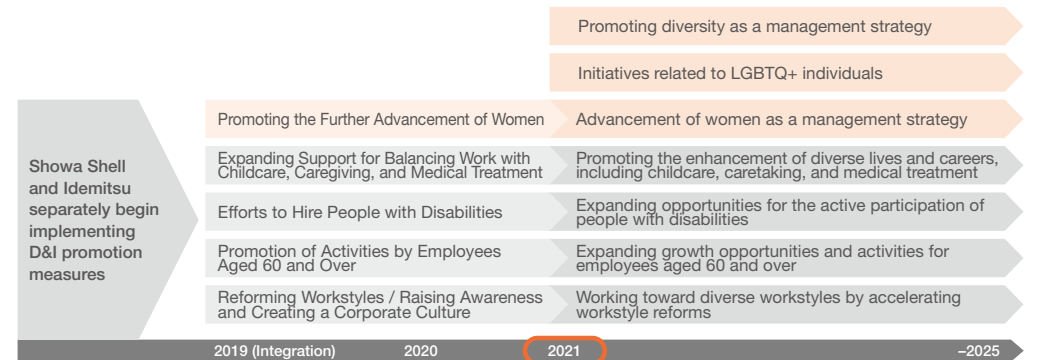 Promoting diversity as a management strategy
Initiatives related to LGBTQ+ individuals
Promoting the Further Advancement of Women
Advancement of women as a management strategy
Showa Shell
and Idemitsu
separately begin
implementing
D&I promotion
measures
Expanding Support for Balancing Work with
Childcare, Caregiving, and Medical Treatment
Promoting the enhancement of diverse lives and careers,
including childcare, caretaking, and medical treatment
Efforts to Hire People with Disabilities
Expanding opportunities for the active participation of
people with disabilities
Promotion of Activities by Employees
Aged 60 and Over
Expanding growth opportunities and activities for
employees aged 60 and over
Reforming Workstyles / Raising Awareness
and Creating a Corporate Culture
Working toward diverse workstyles by accelerating
workstyle reforms
2019 (Integration)
2020
2021
–2025